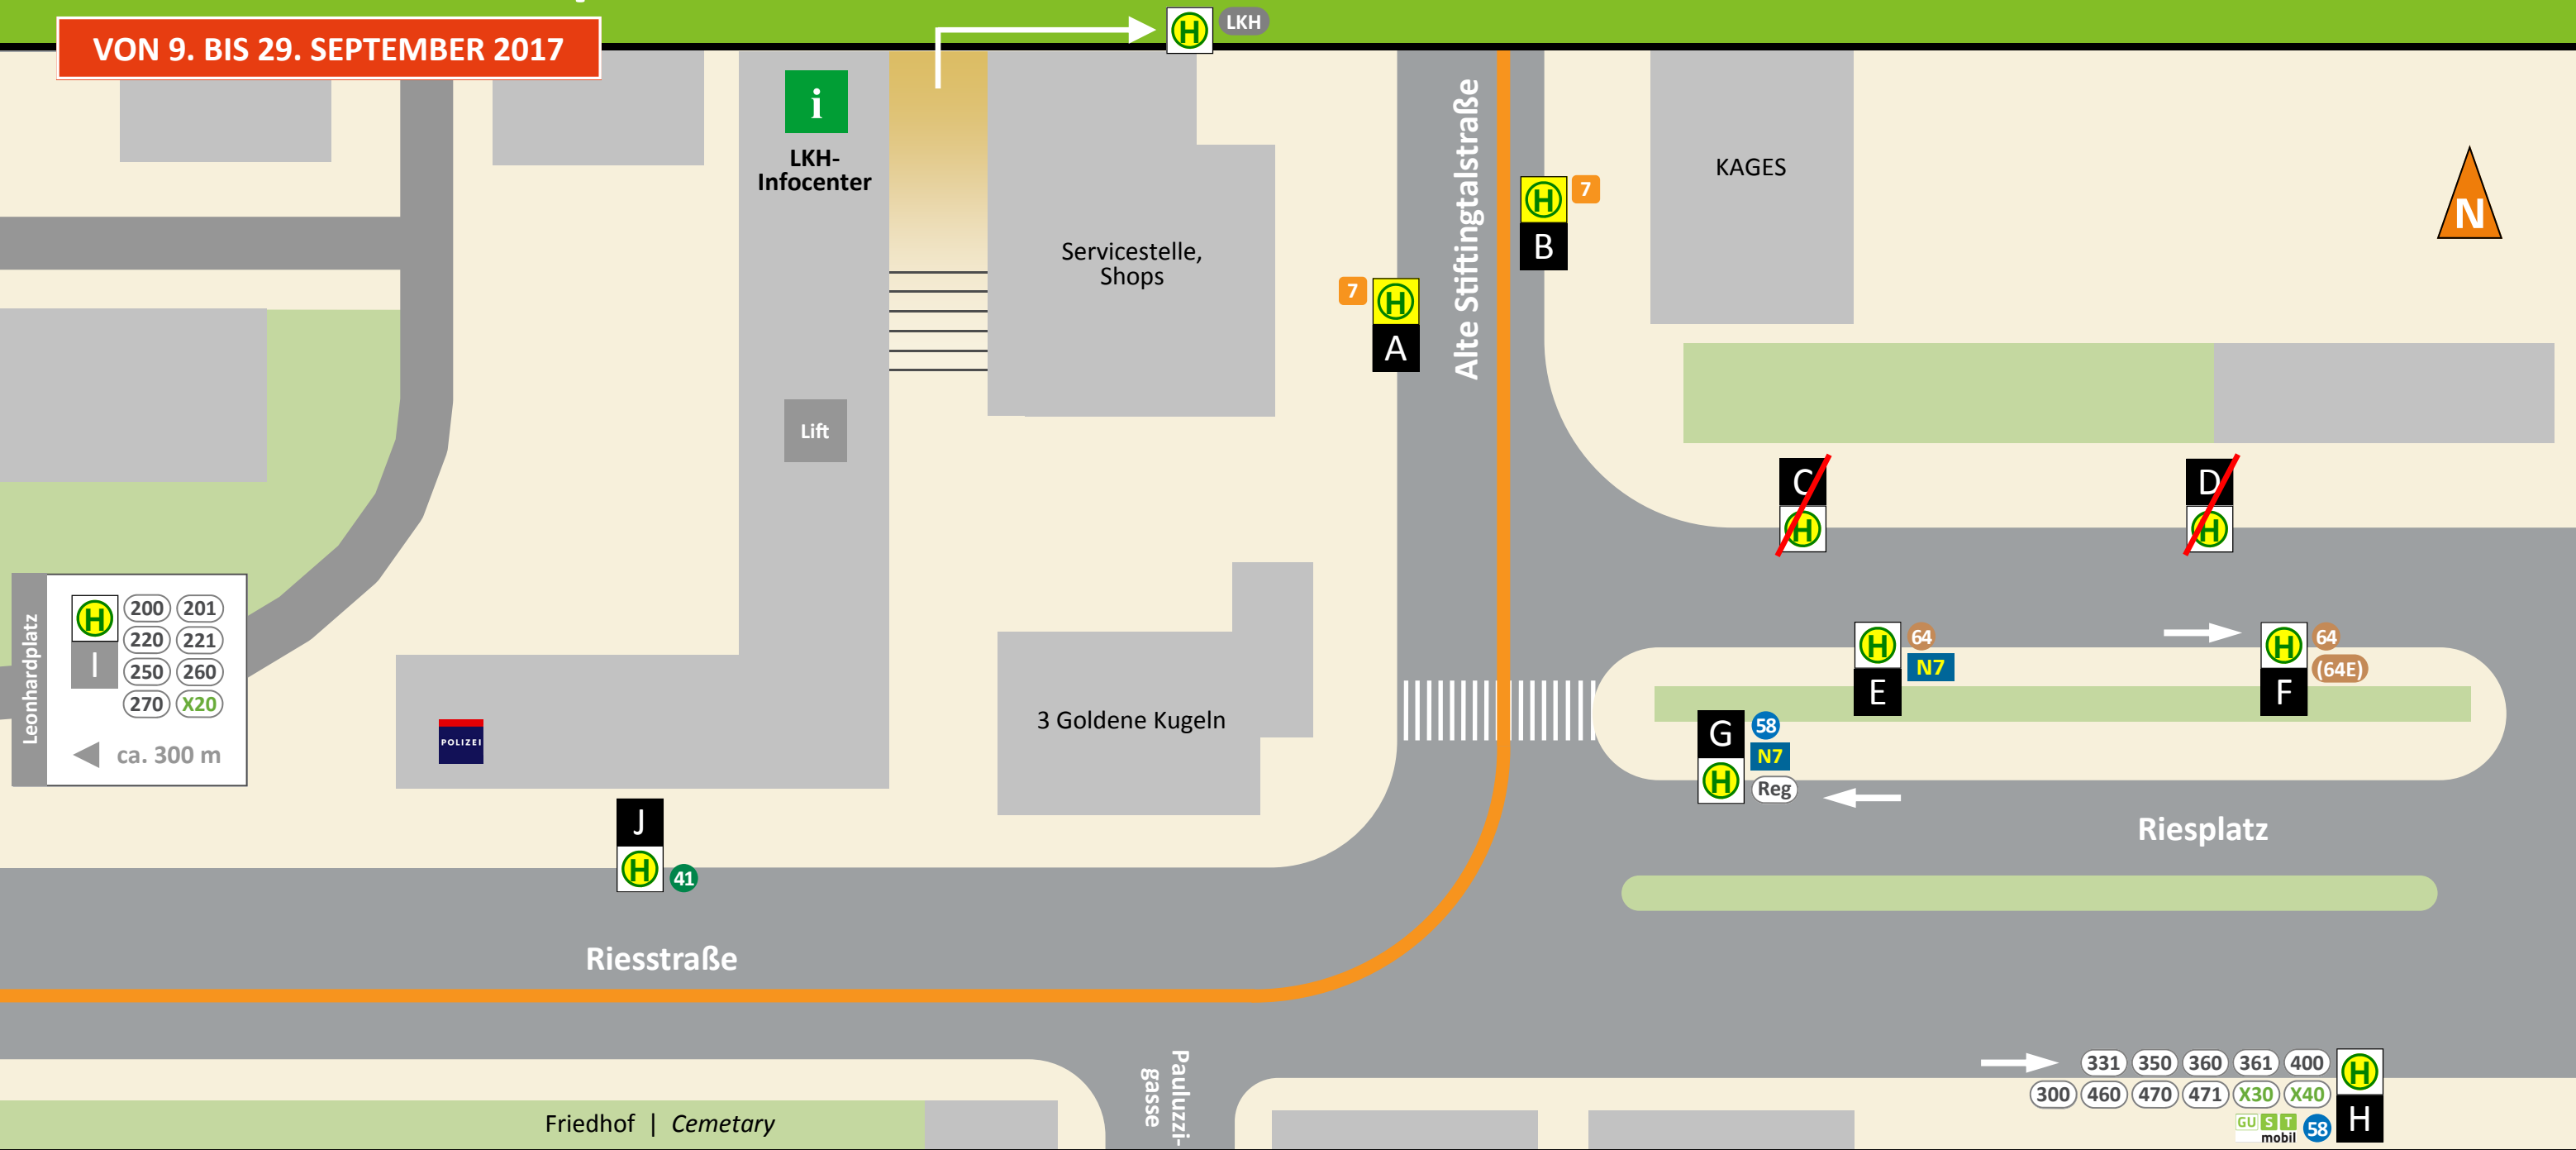 VON 9. BIS 29. SEPTEMBER 2017
H LKH
i
LKH-
Infocenter
Servicestelle,
Shops
Lift
Alte Stiftingtalstraße
7 H
A
H 7
B
KAGES
N
C
H
D
H
Leonhardplatz
H 200 201
I 220 221
250 260
270 X20
ca. 300 m
POLIZEI
3 Goldene Kugeln
H 64
N7
E
H 64
(64E)
F
G 58
N7
H Reg
Riesplatz
J
H 41
Riesstraße
Pauluzzi-
gasse
Friedhof | Cemetary
331 350 360 361 400 H
300 460 470 471 X30 X40
GUST
mobil 58 H